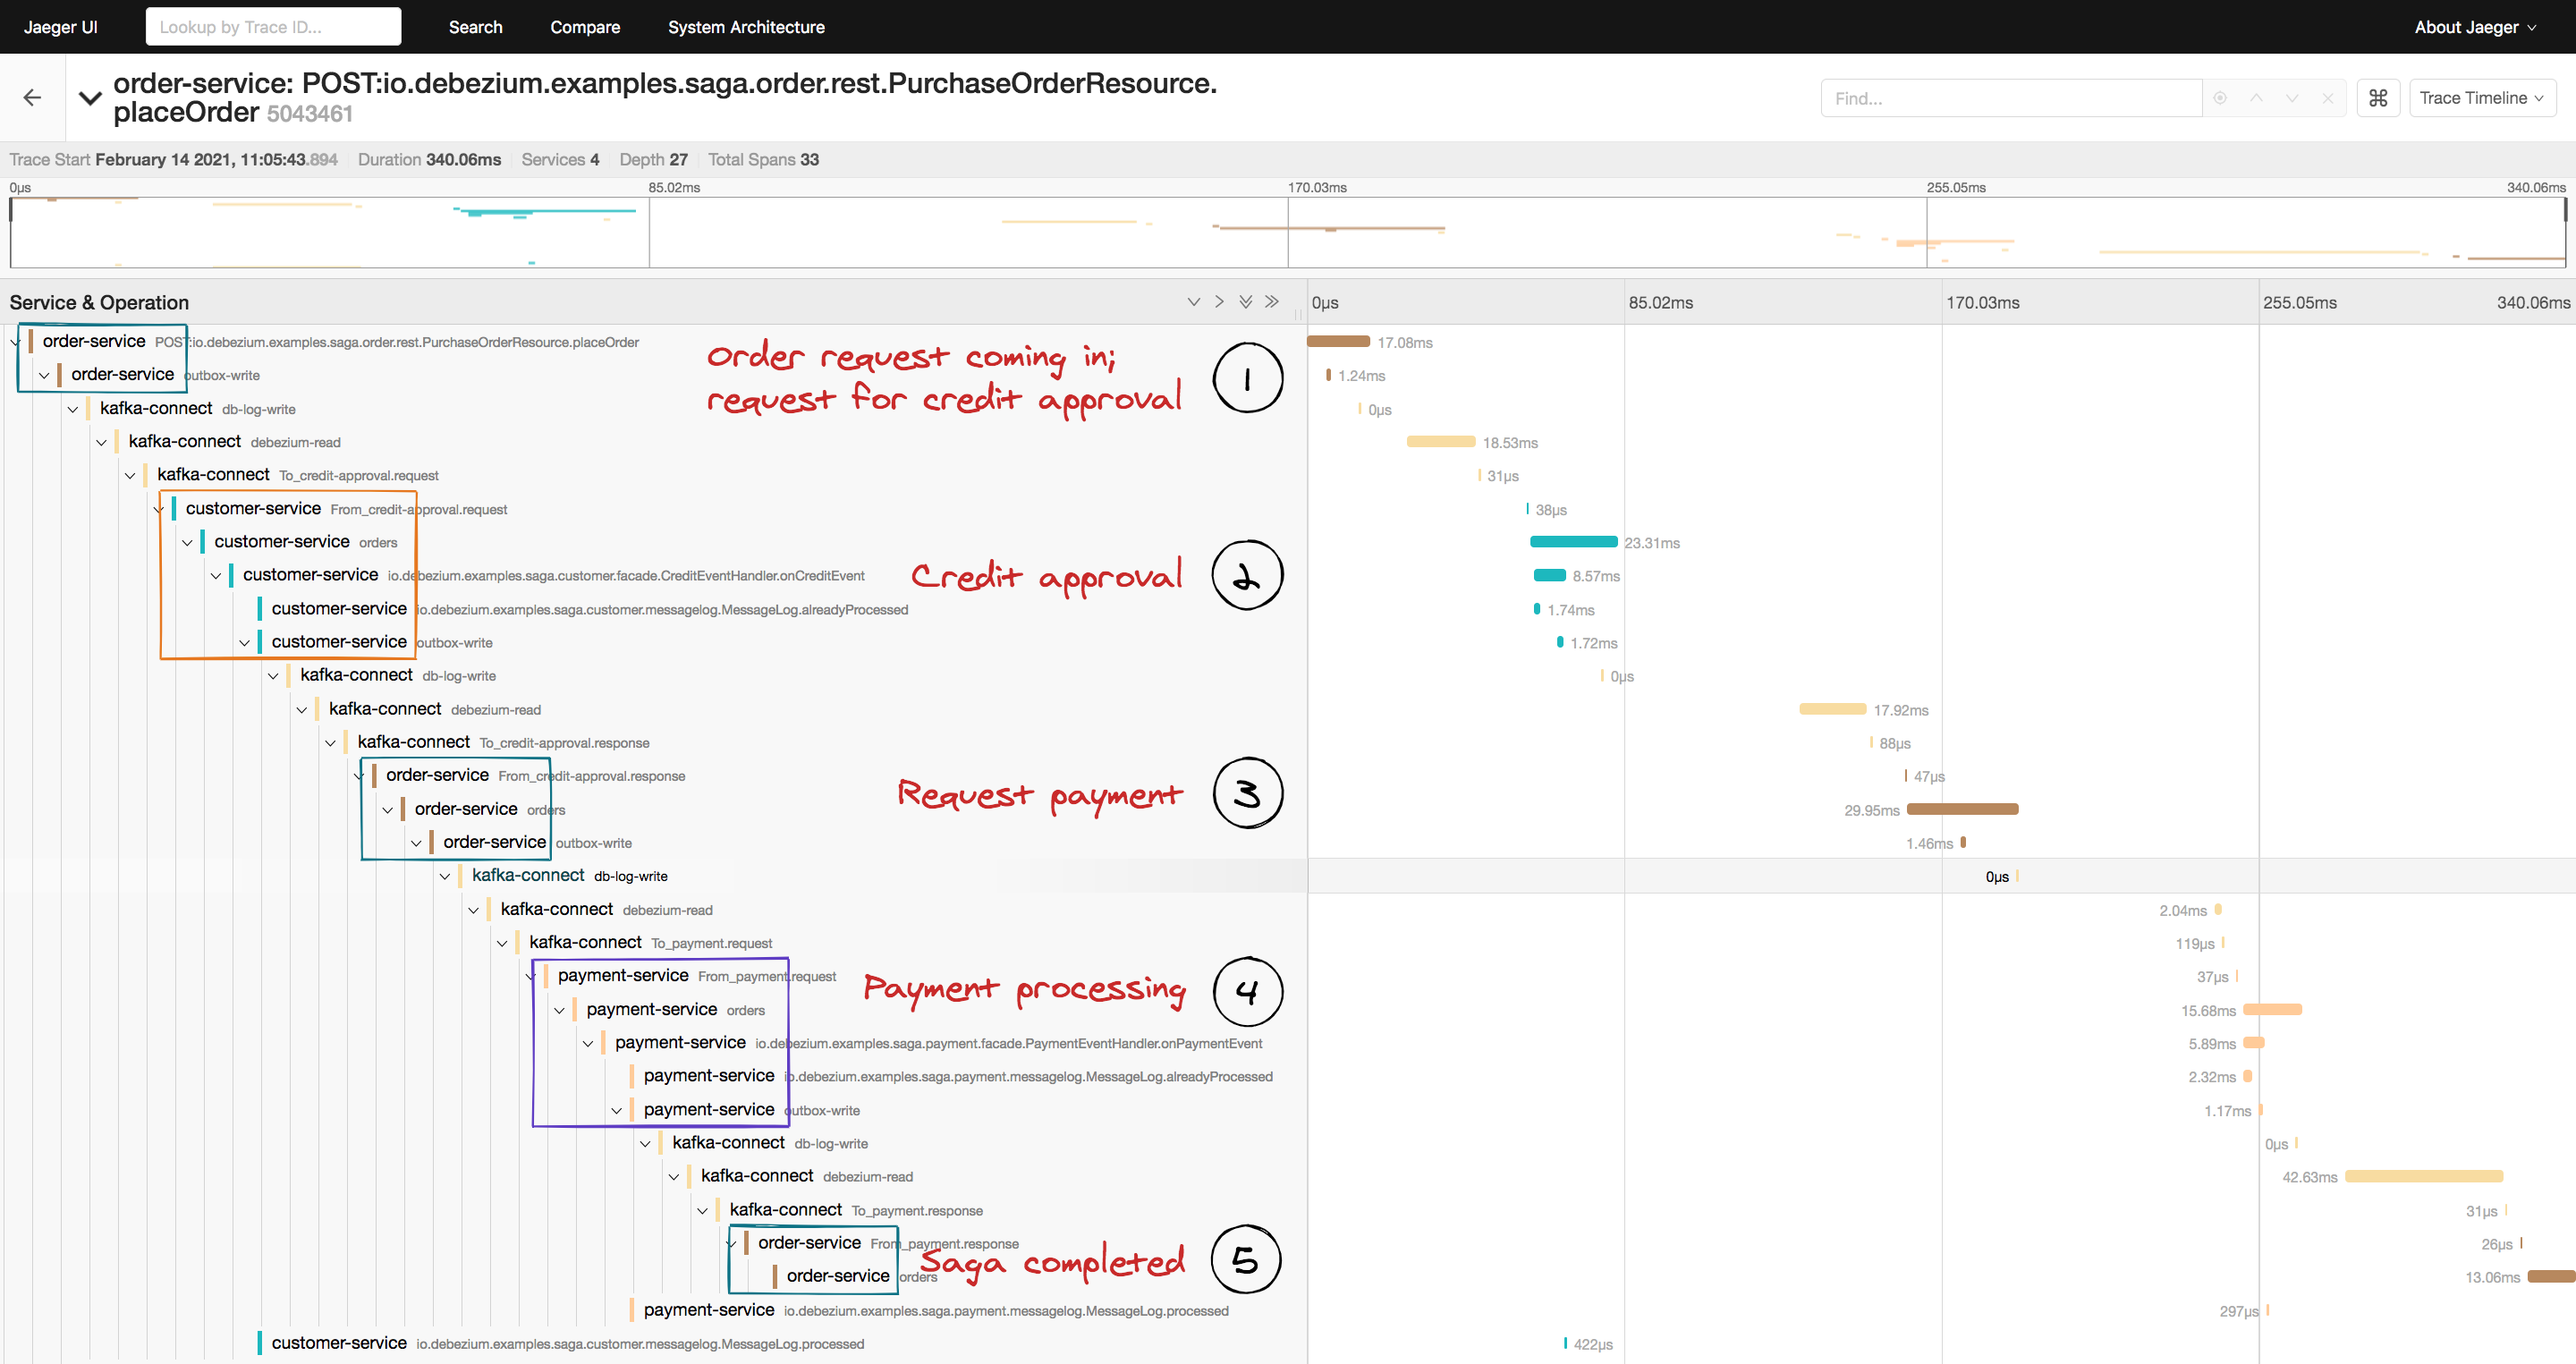 Jaeger UI Lookup by Trace ID... Search Compare System Architecture About Jaeger
order-service: POST:io.debezium.examples.saga.order.rest.PurchaseOrderResource.
placeOrder 5043461
Find... ⌘ Trace Timeline
Trace Start February 14 2021, 11:05:43.894 Duration 340.06ms Services 4 Depth 27 Total Spans 33
0μs 85.02ms 170.03ms 255.05ms 340.06ms
Service & Operation 0μs 85.02ms 170.03ms 255.05ms 340.06ms
order-service POST:io.debezium.examples.saga.order.rest.PurchaseOrderResource.placeOrder 17.08ms
Order request coming in;
1
order-service outbox-write 1.24ms
request for credit approval
kafka-connect db-log-write 0μs
kafka-connect debezium-read 18.53ms
kafka-connect To_credit-approval.request 31μs
customer-service From_credit-approval.request 38μs
customer-service orders 23.31ms
customer-service io.debezium.examples.saga.customer.facade.CreditEventHandler.onCreditEvent 8.57ms
Credit approval 2
customer-service io.debezium.examples.saga.customer.messagelog.MessageLog.alreadyProcessed 1.74ms
customer-service outbox-write 1.72ms
kafka-connect db-log-write 0μs
kafka-connect debezium-read 17.92ms
kafka-connect To_credit-approval.response 88μs
order-service From_credit-approval.response 47μs
Request payment 3
order-service orders 29.95ms
order-service outbox-write 1.46ms
kafka-connect db-log-write 0μs
kafka-connect debezium-read 2.04ms
kafka-connect To_payment.request 119μs
payment-service From_payment.request 37μs
Payment processing 4
payment-service orders 15.68ms
payment-service io.debezium.examples.saga.payment.facade.PaymentEventHandler.onPaymentEvent 5.89ms
payment-service io.debezium.examples.saga.payment.messagelog.MessageLog.alreadyProcessed 2.32ms
payment-service outbox-write 1.17ms
kafka-connect db-log-write 0μs
kafka-connect debezium-read 42.63ms
kafka-connect To_payment.response 31μs
order-service From_payment.response 26μs
Saga completed 5
order-service orders 13.06ms
payment-service io.debezium.examples.saga.payment.messagelog.MessageLog.processed 297μs
customer-service io.debezium.examples.saga.customer.messagelog.MessageLog.processed 422μs